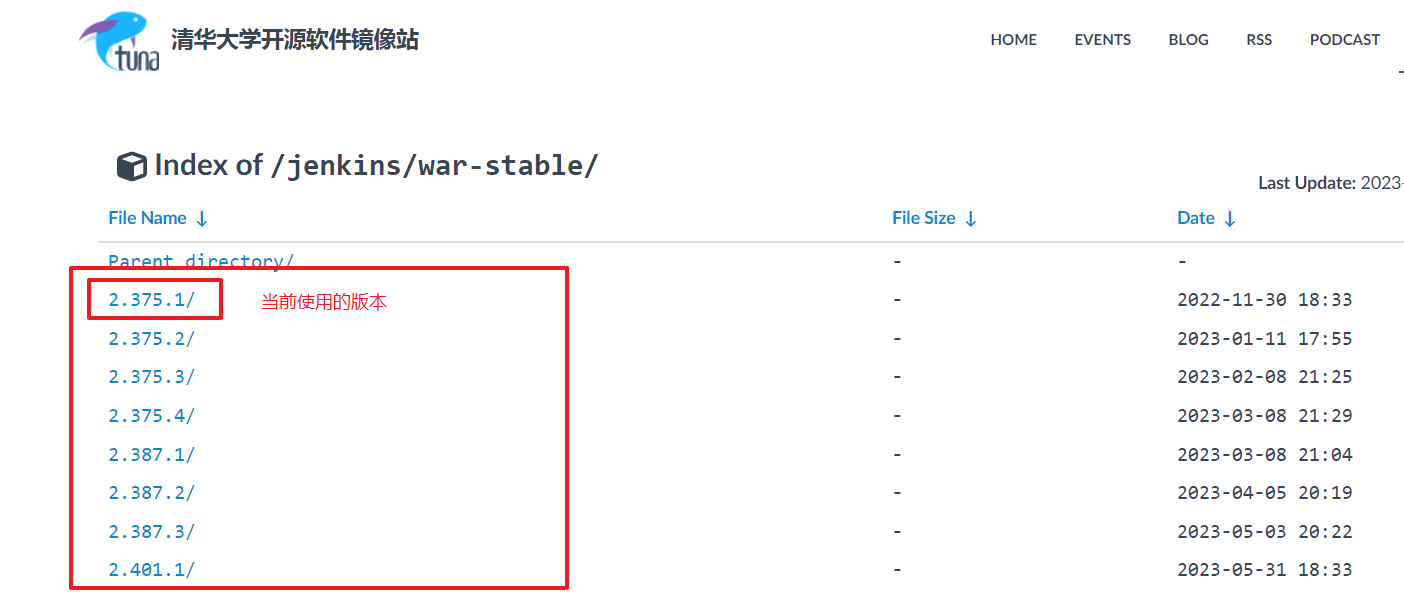 tuna 清华大学开源软件镜像站 HOME EVENTS BLOG RSS PODCAST
Index of /jenkins/war-stable/
Last Update: 2023-
File Name ↓ File Size ↓ Date ↓
Parent directory/ - -
2.375.1/ 当前使用的版本 - 2022-11-30 18:33
2.375.2/ - 2023-01-11 17:55
2.375.3/ - 2023-02-08 21:25
2.375.4/ - 2023-03-08 21:29
2.387.1/ - 2023-03-08 21:04
2.387.2/ - 2023-04-05 20:19
2.387.3/ - 2023-05-03 20:22
2.401.1/ - 2023-05-31 18:33